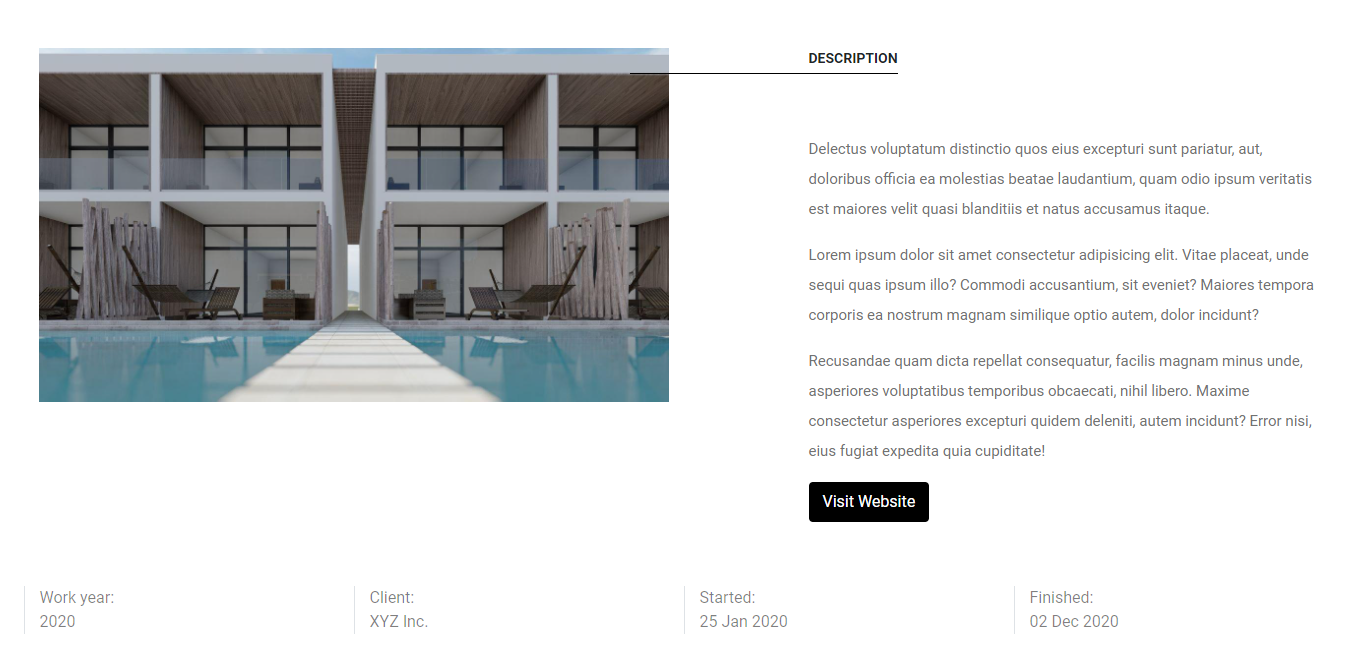 DESCRIPTION
Delectus voluptatum distinctio quos eius excepturi sunt pariatur, aut,
doloribus officia ea molestias beatae laudantium, quam odio ipsum veritatis
est maiores velit quasi blanditiis et natus accusamus itaque.
Lorem ipsum dolor sit amet consectetur adipisicing elit. Vitae placeat, unde
sequi quas ipsum illo? Commodi accusantium, sit eveniet? Maiores tempora
corporis ea nostrum magnam similique optio autem, dolor incidunt?
Recusandae quam dicta repellat consequatur, facilis magnam minus unde,
asperiores voluptatibus temporibus obcaecati, nihil libero. Maxime
consectetur asperiores excepturi quidem deleniti, autem incidunt? Error nisi,
eius fugiat expedita quia cupiditate!
Visit Website
Work year:
2020
Client:
XYZ Inc.
Started:
25 Jan 2020
Finished:
02 Dec 2020